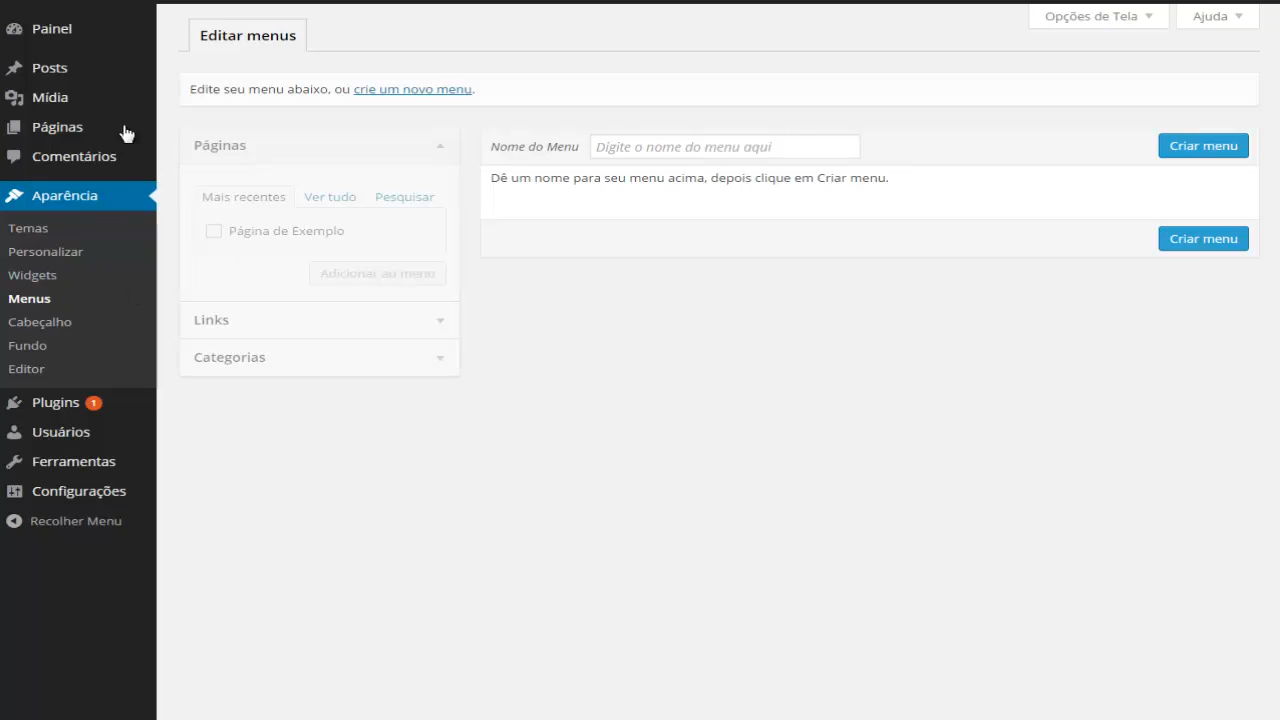 Painel
Posts
Mídia
Páginas
Comentários
Aparência
Temas
Personalizar
Widgets
Menus
Cabeçalho
Fundo
Editor
Plugins 1
Usuários
Ferramentas
Configurações
Recolher Menu
Opções de Tela
Ajuda
Editar menus
Edite seu menu abaixo, ou crie um novo menu.
Páginas
Mais recentes Ver tudo Pesquisar
Página de Exemplo
Adicionar ao menu
Links
Categorias
Nome do Menu Digite o nome do menu aqui Criar menu
Dê um nome para seu menu acima, depois clique em Criar menu.
Criar menu